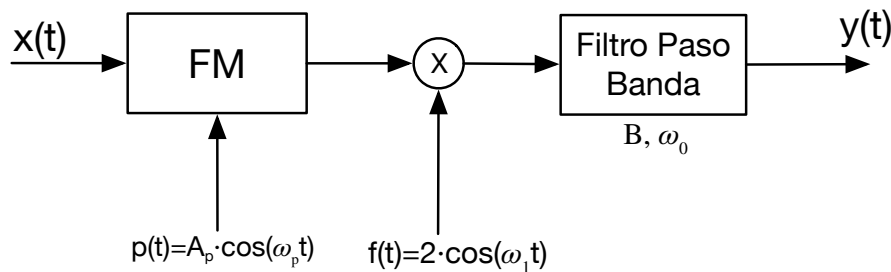 x(t)
FM
X
Filtro Paso
Banda
y(t)
B, ω₀
p(t)=Aₚ·cos(ωₚt)
f(t)=2·cos(ω₁t)